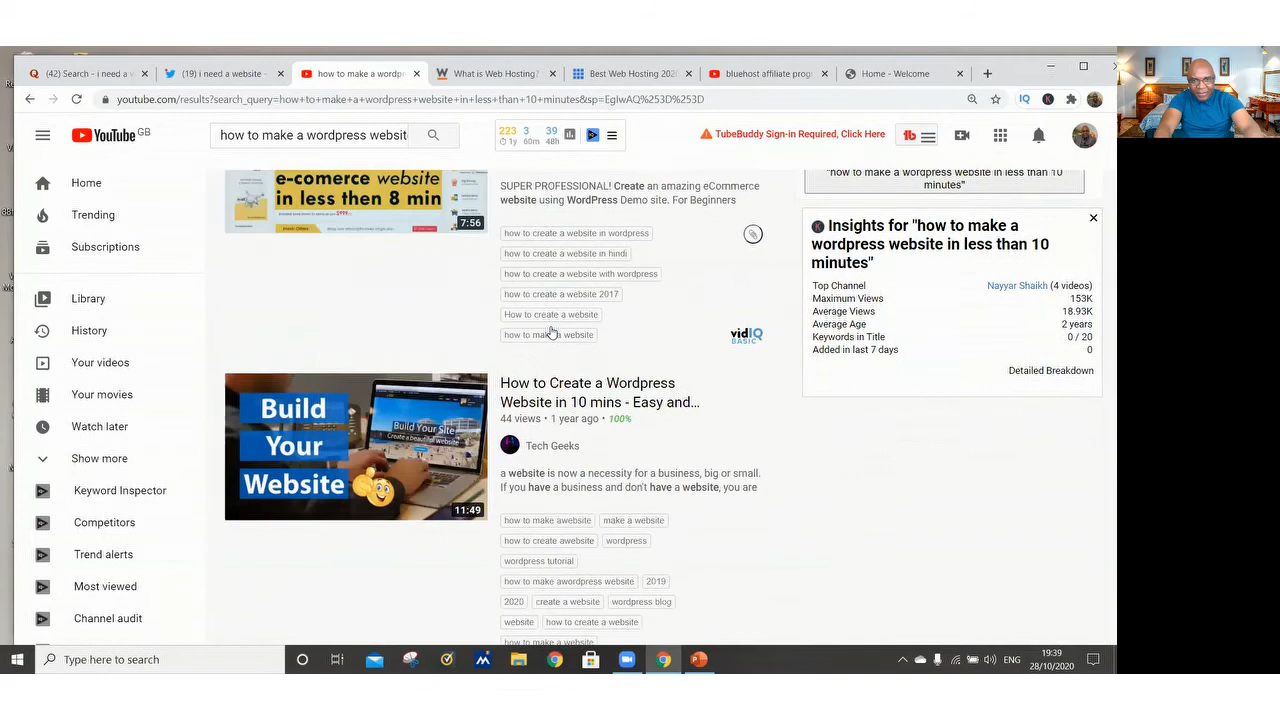 (42) Search - i need a w
(19) i need a website -
how to make a wordpr
What is Web Hosting?
Best Web Hosting 2020
bluehost affiliate prog
Home - Welcome
youtube.com/results?search_query=how+to+make+a+wordpress+website+in+less+than+10+minutes&sp=EgIwAQ%253D%253D
IQ
YouTube GB
how to make a wordpress websit
223 3 39
1y 60m 48h
TubeBuddy Sign-in Required, Click Here
tb
Home
Trending
Subscriptions
Library
History
Your videos
Your movies
Watch later
Show more
Keyword Inspector
Competitors
Trend alerts
Most viewed
Channel audit
e-comerce website
in less then 8 min
7:56
SUPER PROFESSIONAL! Create an amazing eCommerce
website using WordPress Demo site. For Beginners
how to create a website in wordpress
how to create a website in hindi
how to create a website with wordpress
how to create a website 2017
How to create a website
how to make a website
vidIQ
BASIC
Build
Your
Website
Build Your Site
Create a beautiful website
11:49
How to Create a Wordpress
Website in 10 mins - Easy and...
44 views • 1 year ago • 100%
Tech Geeks
a website is now a necessity for a business, big or small.
If you have a business and don't have a website, you are
how to make awebsite
make a website
how to create awebsite
wordpress
wordpress tutorial
how to make awordpress website
2019
2020
create a website
wordpress blog
website
how to create a website
how to make a website
"how to make a wordpress website in less than 10
minutes"
Insights for "how to make a
wordpress website in less than 10
minutes"
Top Channel Nayyar Shaikh (4 videos)
Maximum Views 153K
Average Views 18.93K
Average Age 2 years
Keywords in Title 0 / 20
Added in last 7 days 0
Detailed Breakdown
Type here to search
ENG
19:39
28/10/2020